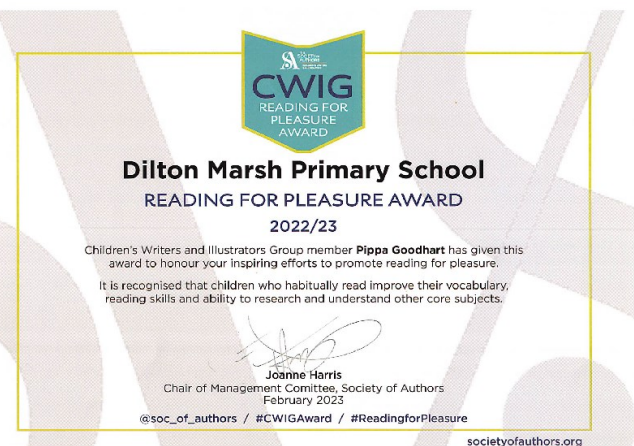 SA
CWIG
READING FOR
PLEASURE
AWARD
Dilton Marsh Primary School
READING FOR PLEASURE AWARD
2022/23
Children's Writers and Illustrators Group member Pippa Goodhart has given this
award to honour your inspiring efforts to promote reading for pleasure.
It is recognised that children who habitually read improve their vocabulary,
reading skills and ability to research and understand other core subjects.
Joanne Harris
Chair of Management Comittee, Society of Authors
February 2023
@soc_of_authors / #CWIGAward / #ReadingforPleasure
societyofauthors.org